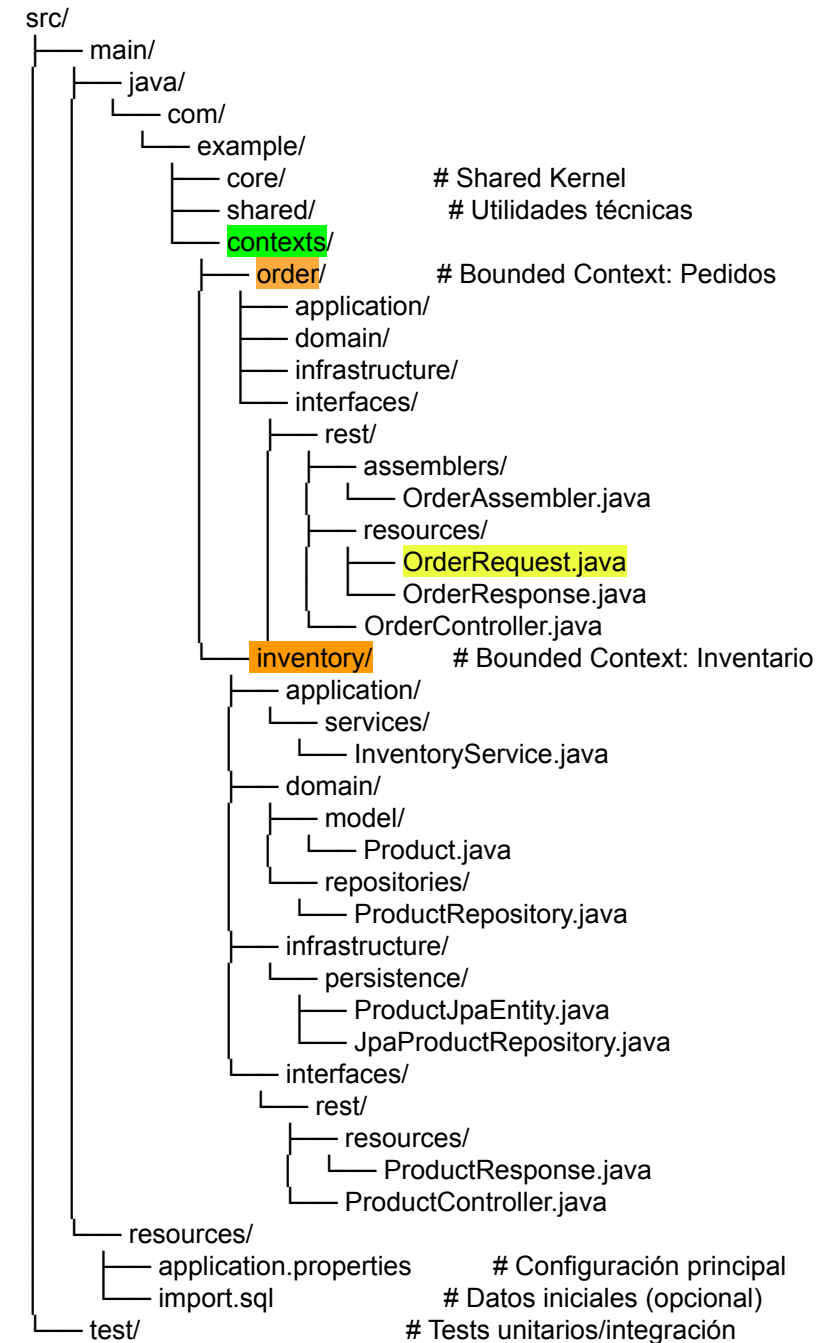 src/
├── main/
│   ├── java/
│   │   └── com/
│   │       └── example/
│   │           ├── core/ # Shared Kernel
│   │           ├── shared/ # Utilidades técnicas
│   │           └── contexts/
│   │               ├── order/ # Bounded Context: Pedidos
│   │               │   ├── application/
│   │               │   ├── domain/
│   │               │   ├── infrastructure/
│   │               │   └── interfaces/
│   │               │       ├── rest/
│   │               │       │   ├── assemblers/
│   │               │       │   │   └── OrderAssembler.java
│   │               │       │   ├── resources/
│   │               │       │   │   ├── OrderRequest.java
│   │               │       │   │   └── OrderResponse.java
│   │               │       │   └── OrderController.java
│   │               └── inventory/ # Bounded Context: Inventario
│   │                   ├── application/
│   │                   │   └── services/
│   │                   │       └── InventoryService.java
│   │                   ├── domain/
│   │                   │   ├── model/
│   │                   │   │   └── Product.java
│   │                   │   └── repositories/
│   │                   │       └── ProductRepository.java
│   │                   ├── infrastructure/
│   │                   │   └── persistence/
│   │                   │       ├── ProductJpaEntity.java
│   │                   │       └── JpaProductRepository.java
│   │                   └── interfaces/
│   │                       └── rest/
│   │                           ├── resources/
│   │                           │   └── ProductResponse.java
│   │                           └── ProductController.java
│   └── resources/
│       ├── application.properties # Configuración principal
│       └── import.sql # Datos iniciales (opcional)
└── test/ # Tests unitarios/integración